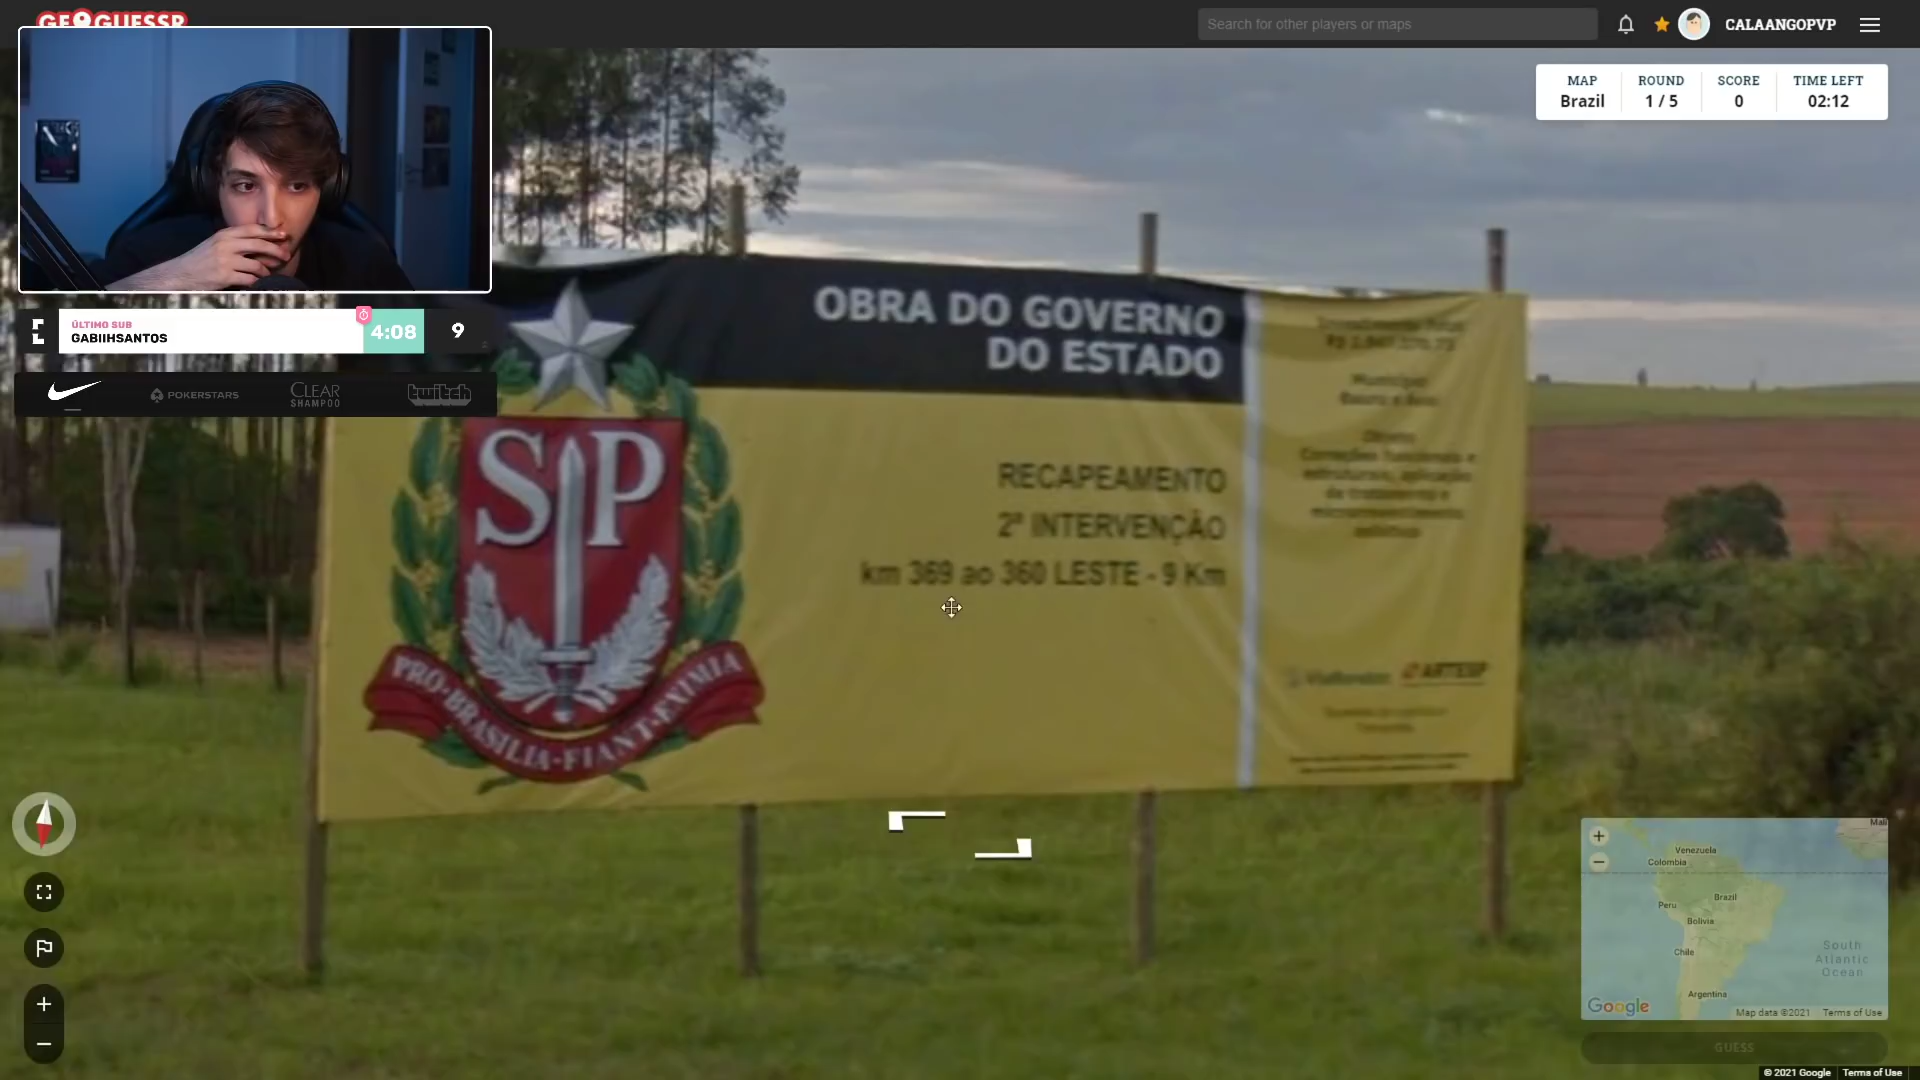 GEOGUESSR
Search for other players or maps
CALAANGOPVP
MAP
Brazil
ROUND
1 / 5
SCORE
0
TIME LEFT
02:12
ÚLTIMO SUB
GABIIHSANTOS
4:08
9
POKERSTARS
CLEAR
SHAMPOO
twitch
OBRA DO GOVERNO
DO ESTADO
RECAPEAMENTO
2ª INTERVENÇÃO
km 369 ao 360 LESTE - 9 Km
SP
PRO·BRASILIA·FIANT·EXIMIA
ARTESP
Mali
Venezuela
Colombia
Brazil
Peru
Bolivia
Chile
South
Atlantic
Ocean
Argentina
Google
Map data ©2021
Terms of Use
GUESS
© 2021 Google
Terms of Use